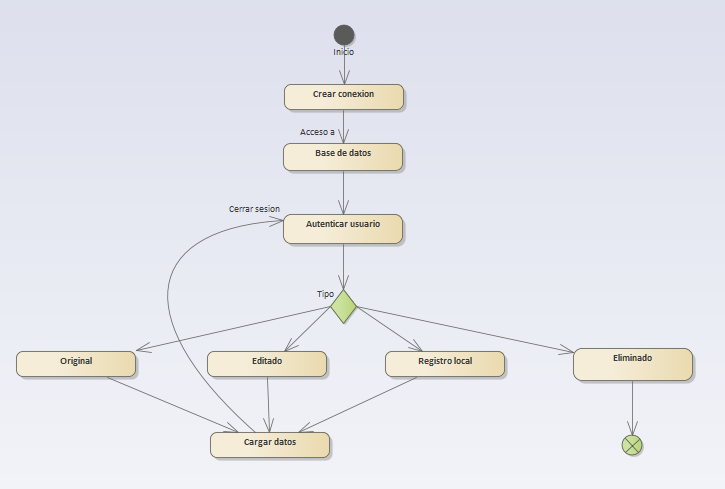 Inicio
Crear conexion
Acceso a
Base de datos
Cerrar sesion
Autenticar usuario
Tipo
Original
Editado
Registro local
Eliminado
Cargar datos